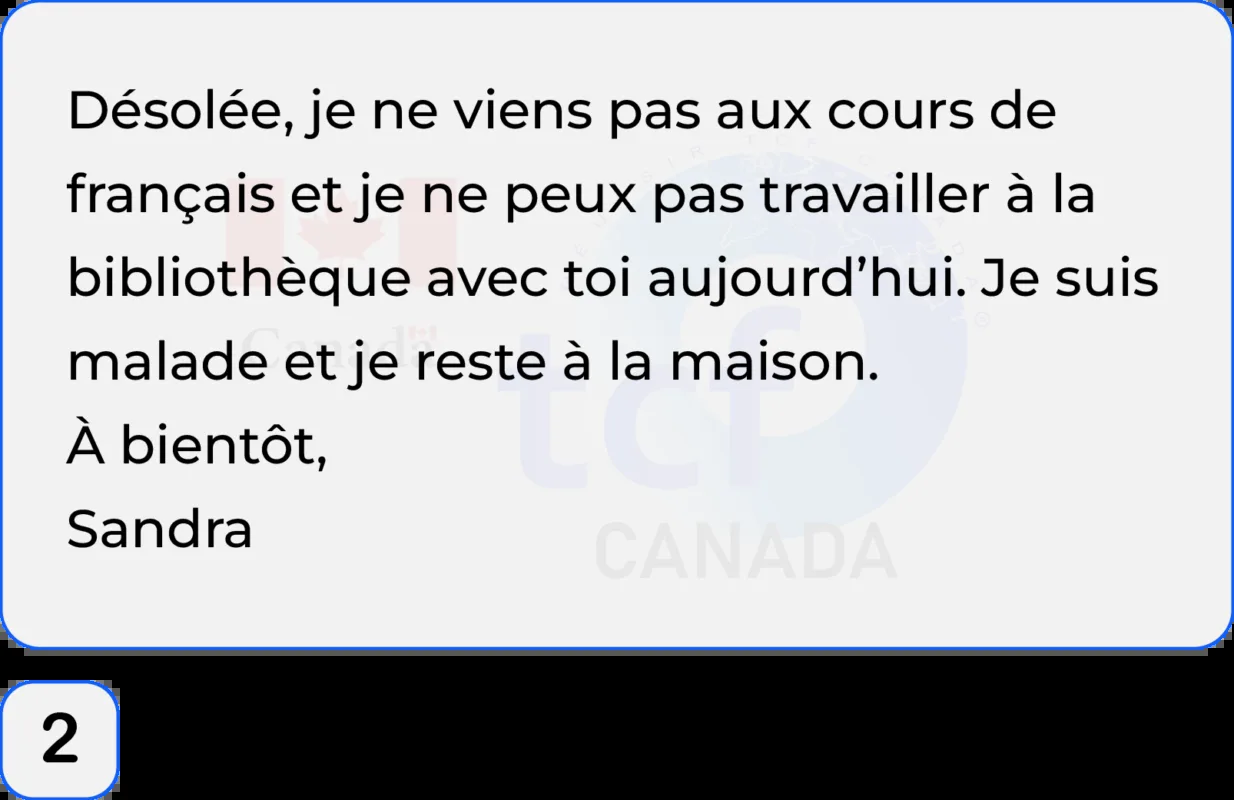 Désolée, je ne viens pas aux cours de
français et je ne peux pas travailler à la
bibliothèque avec toi aujourd’hui. Je suis
malade et je reste à la maison.
À bientôt,
Sandra
Canada
tcf
CANADA
2